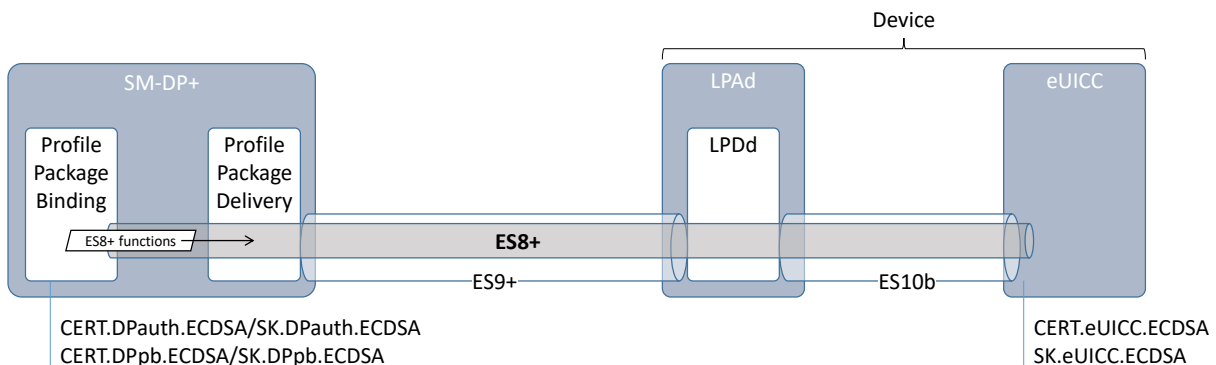 Device
SM-DP+
LPAd
eUICC
Profile
Package
Binding
Profile
Package
Delivery
LPDd
ES8+ functions
ES8+
ES9+
ES10b
CERT.DPauth.ECDSA/SK.DPauth.ECDSA
CERT.DPpb.ECDSA/SK.DPpb.ECDSA
CERT.eUICC.ECDSA
SK.eUICC.ECDSA